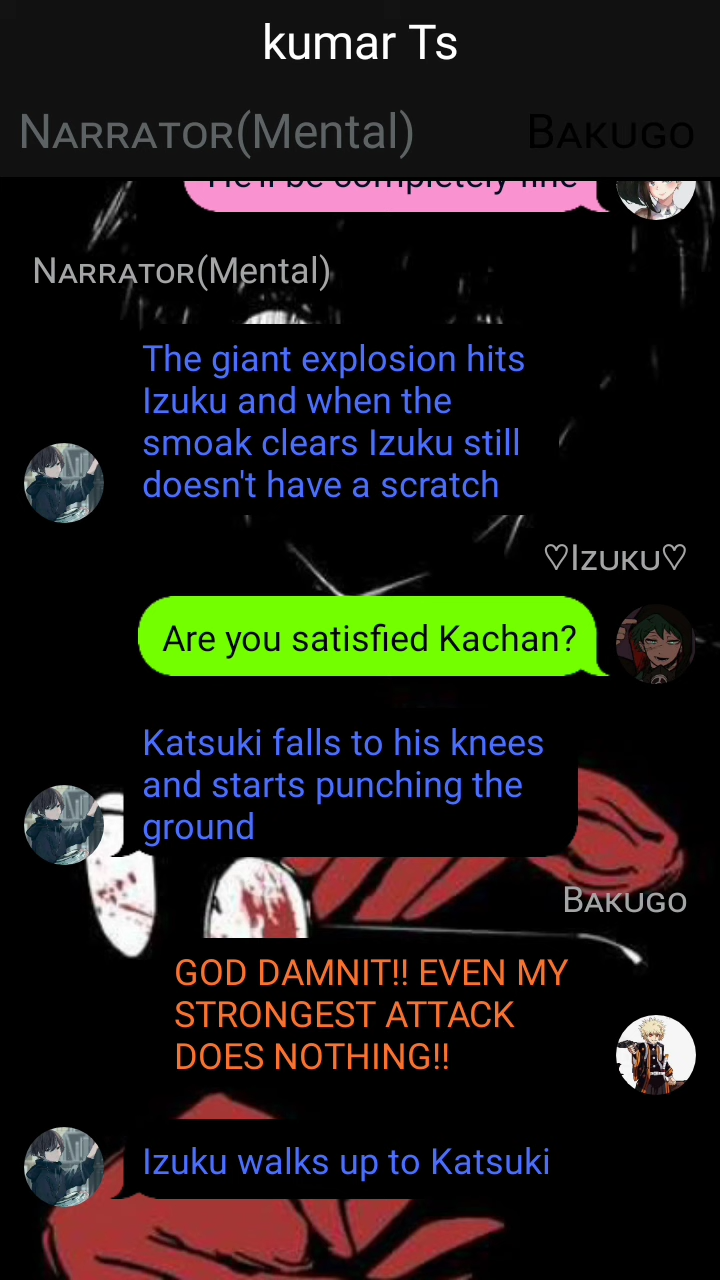 kumar Ts
Narrator(Mental)
Bakugo
He'll be completely fine
Narrator(Mental)
The giant explosion hits
Izuku and when the
smoak clears Izuku still
doesn't have a scratch
♡Izuku♡
Are you satisfied Kachan?
Katsuki falls to his knees
and starts punching the
ground
Bakugo
GOD DAMNIT!! EVEN MY
STRONGEST ATTACK
DOES NOTHING!!
Izuku walks up to Katsuki